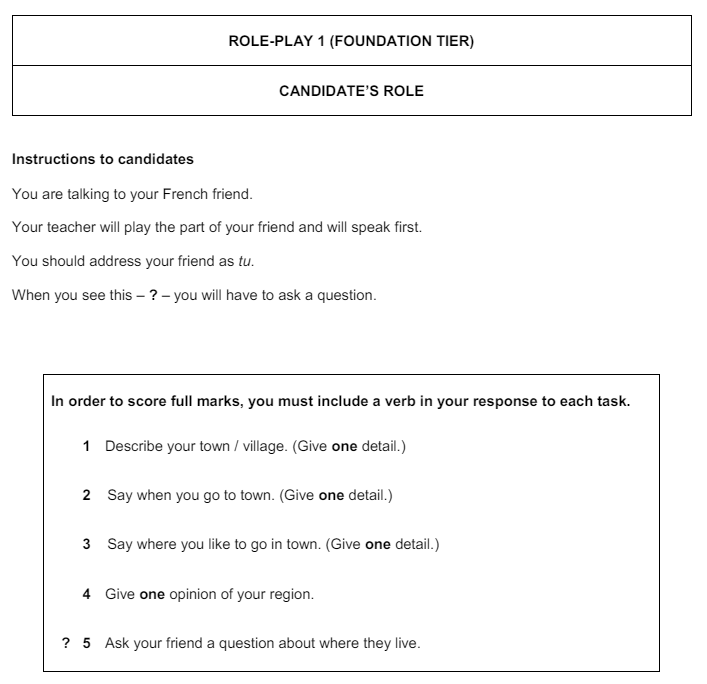 ROLE-PLAY 1 (FOUNDATION TIER)
CANDIDATE'S ROLE
Instructions to candidates
You are talking to your French friend.
Your teacher will play the part of your friend and will speak first.
You should address your friend as tu.
When you see this – ? – you will have to ask a question.
In order to score full marks, you must include a verb in your response to each task.
1 Describe your town / village. (Give one detail.)
2 Say when you go to town. (Give one detail.)
3 Say where you like to go in town. (Give one detail.)
4 Give one opinion of your region.
? 5 Ask your friend a question about where they live.